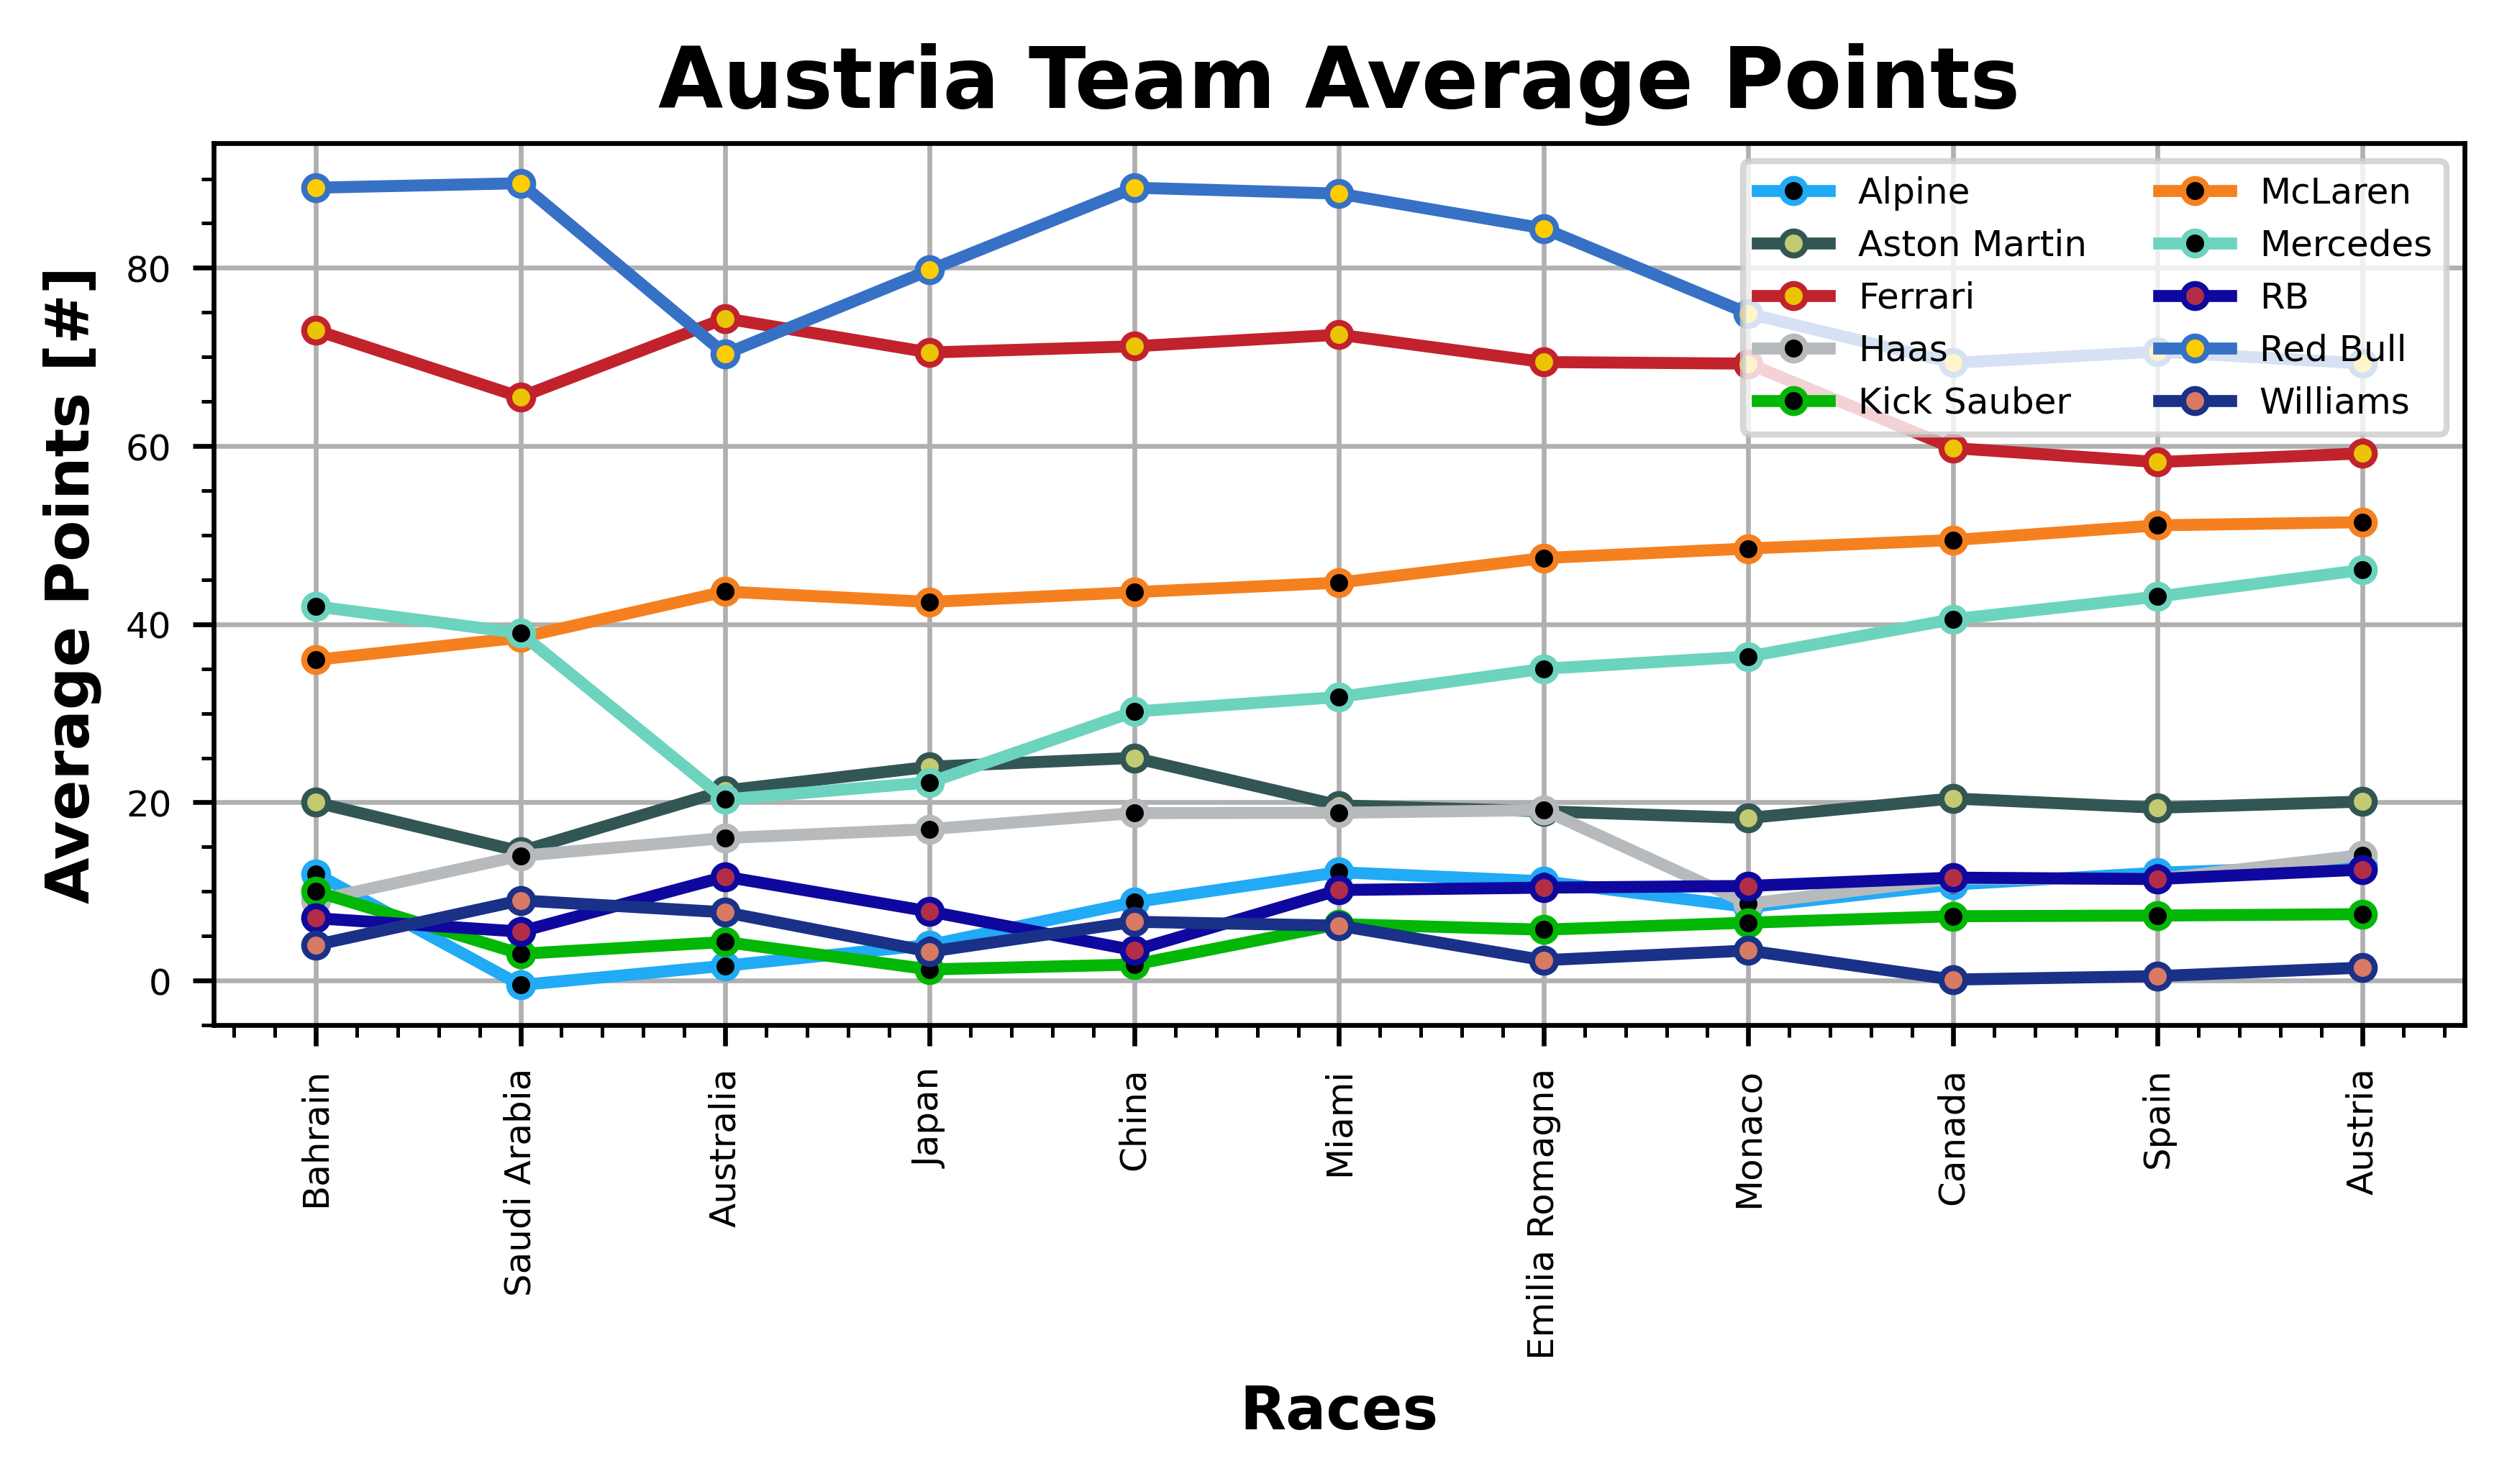 Austria Team Average Points
Average Points [#]
80
60
40
20
0
Alpine
Aston Martin
Ferrari
Haas
Kick Sauber
McLaren
Mercedes
RB
Red Bull
Williams
Bahrain
Saudi Arabia
Australia
Japan
China
Miami
Emilia Romagna
Monaco
Canada
Spain
Austria
Races